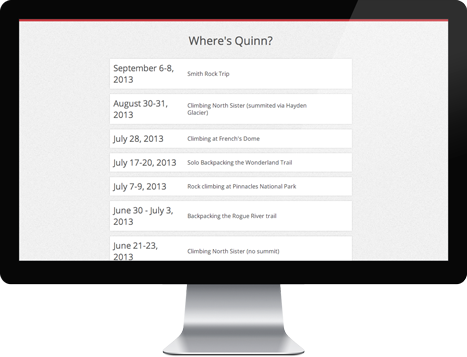 Where's Quinn?
September 6-8,
2013
Smith Rock Trip
August 30-31,
2013
Climbing North Sister (summited via Hayden
Glacier)
July 28, 2013
Climbing at French's Dome
July 17-20, 2013
Solo Backpacking the Wonderland Trail
July 7-9, 2013
Rock climbing at Pinnacles National Park
June 30 - July 3,
2013
Backpacking the Rogue River trail
June 21-23,
2013
Climbing North Sister (no summit)